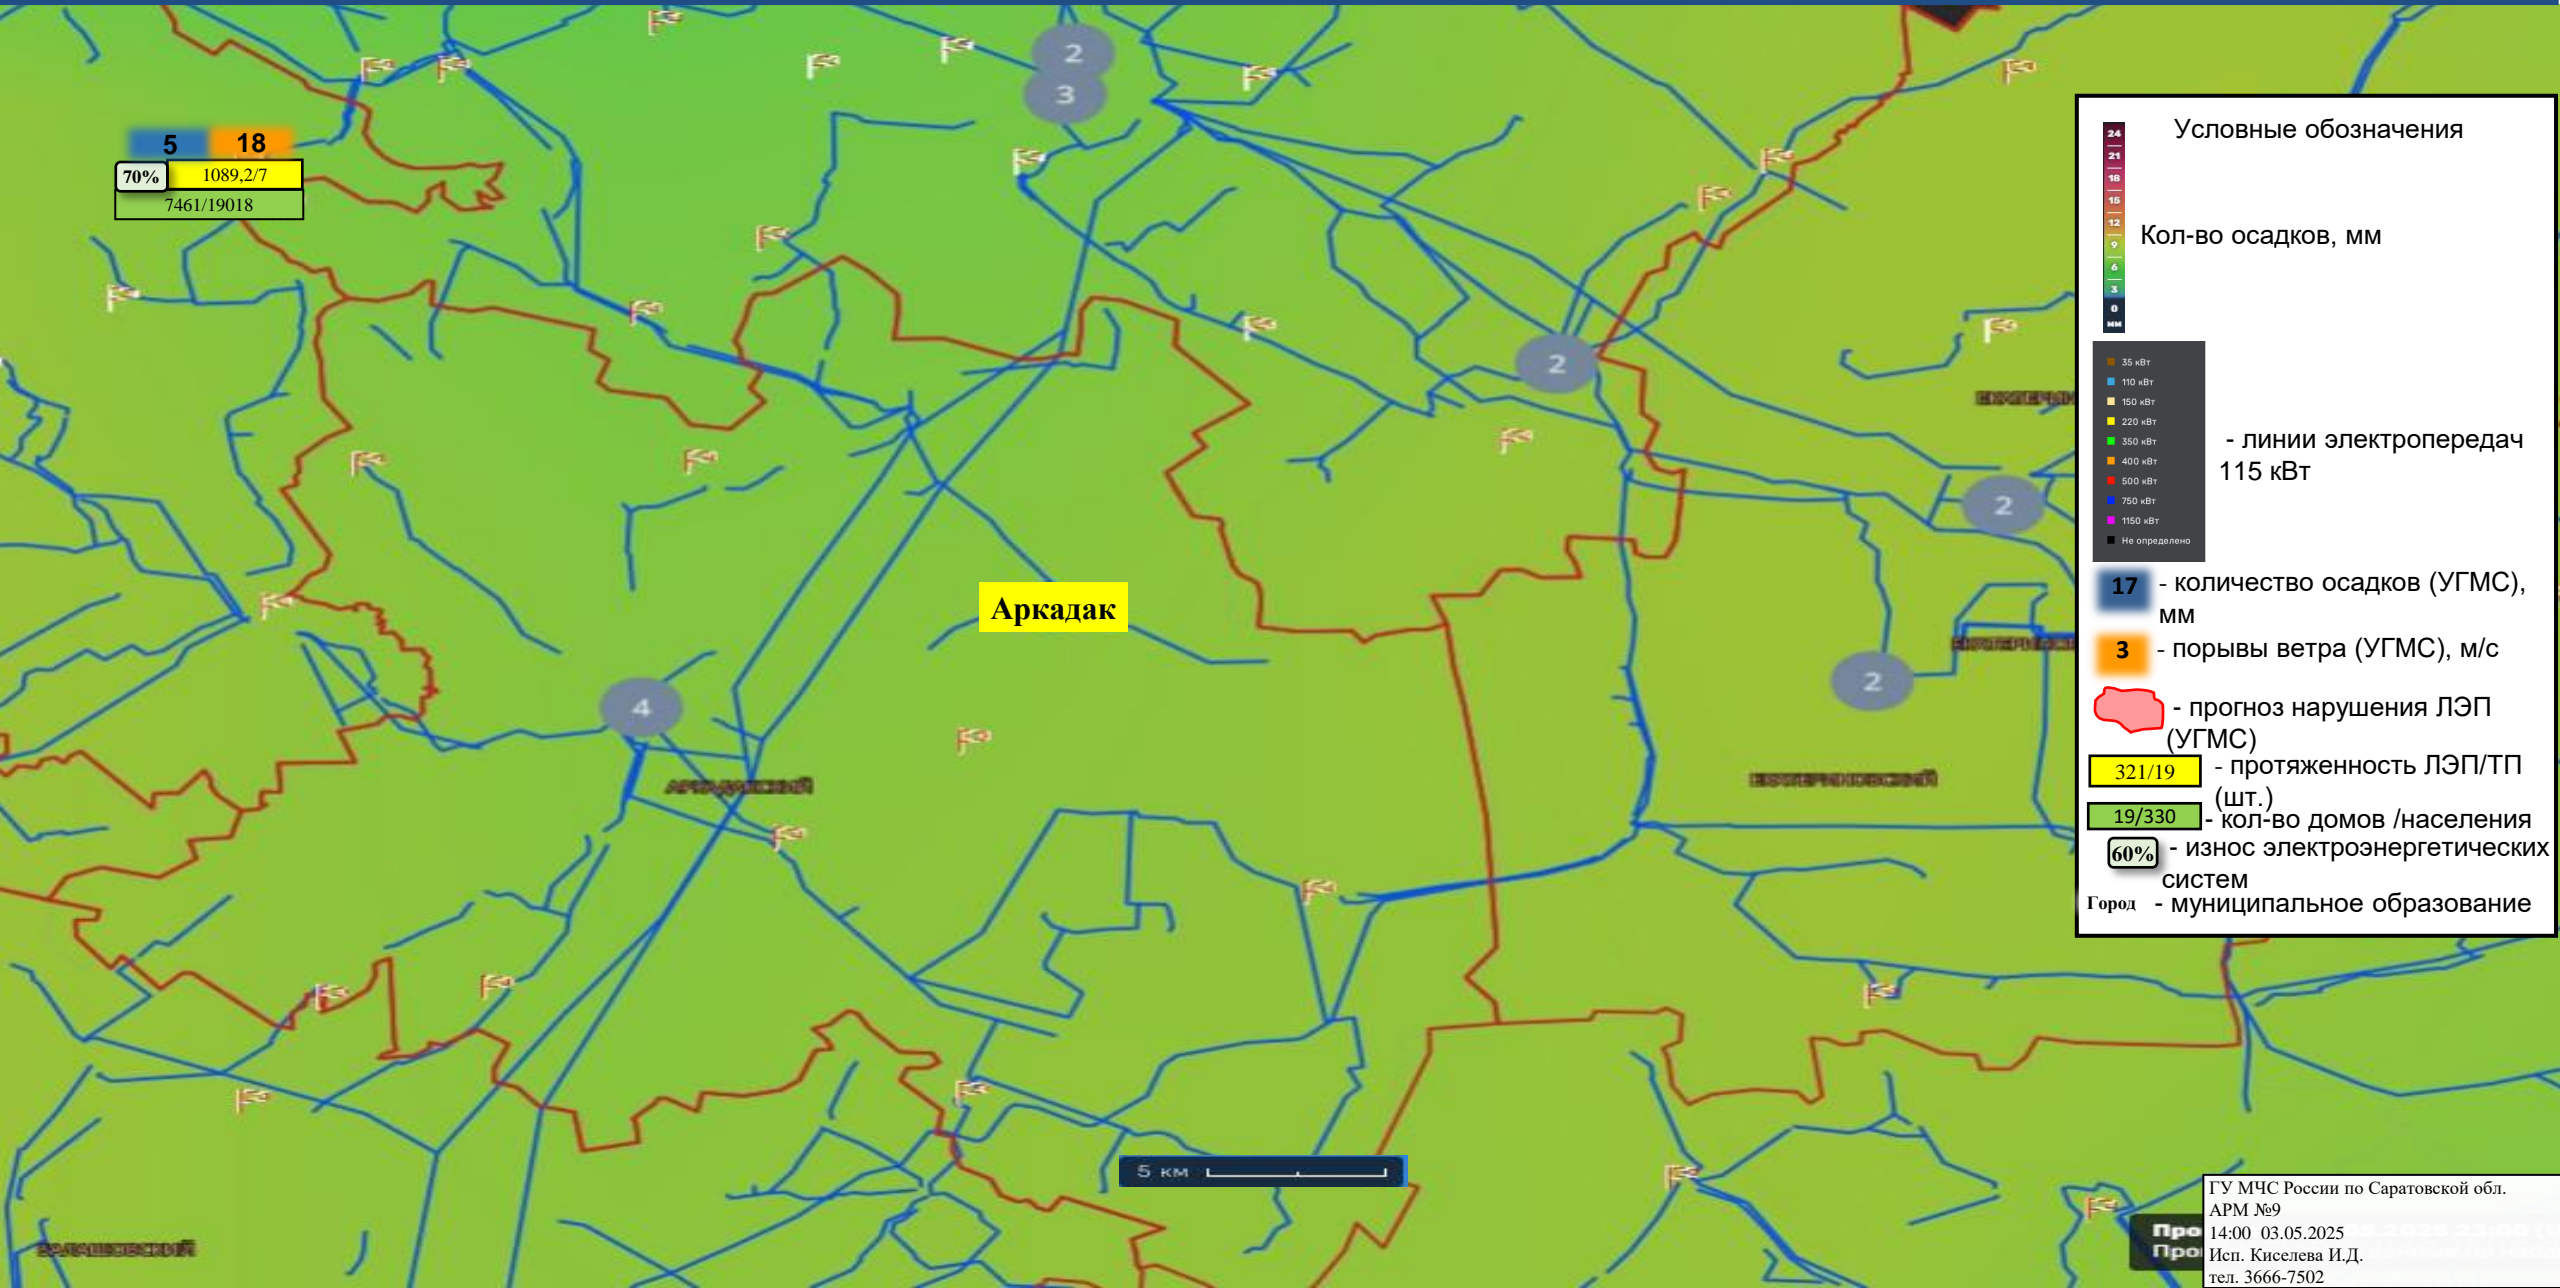 2
3
5 18
70% 1089,2/7
7461/19018
2
2
Аркадак
4
2
АРКАДАКСКИЙ
ЕКАТЕРИНОВСКИЙ
5 км
Условные обозначения
24
21
18
15
12
9
6
3
0
мм
Кол-во осадков, мм
35 кВт
110 кВт
150 кВт
220 кВт
350 кВт
400 кВт
500 кВт
750 кВт
1150 кВт
Не определено
- линии электропередач
115 кВт
17 - количество осадков (УГМС),
мм
3 - порывы ветра (УГМС), м/с
- прогноз нарушения ЛЭП
(УГМС)
321/19 - протяженность ЛЭП/ТП
(шт.)
19/330 - кол-во домов /населения
60% - износ электроэнергетических
систем
Город - муниципальное образование
ГУ МЧС России по Саратовской обл.
АРМ №9
14:00 03.05.2025
Исп. Киселева И.Д.
тел. 3666-7502